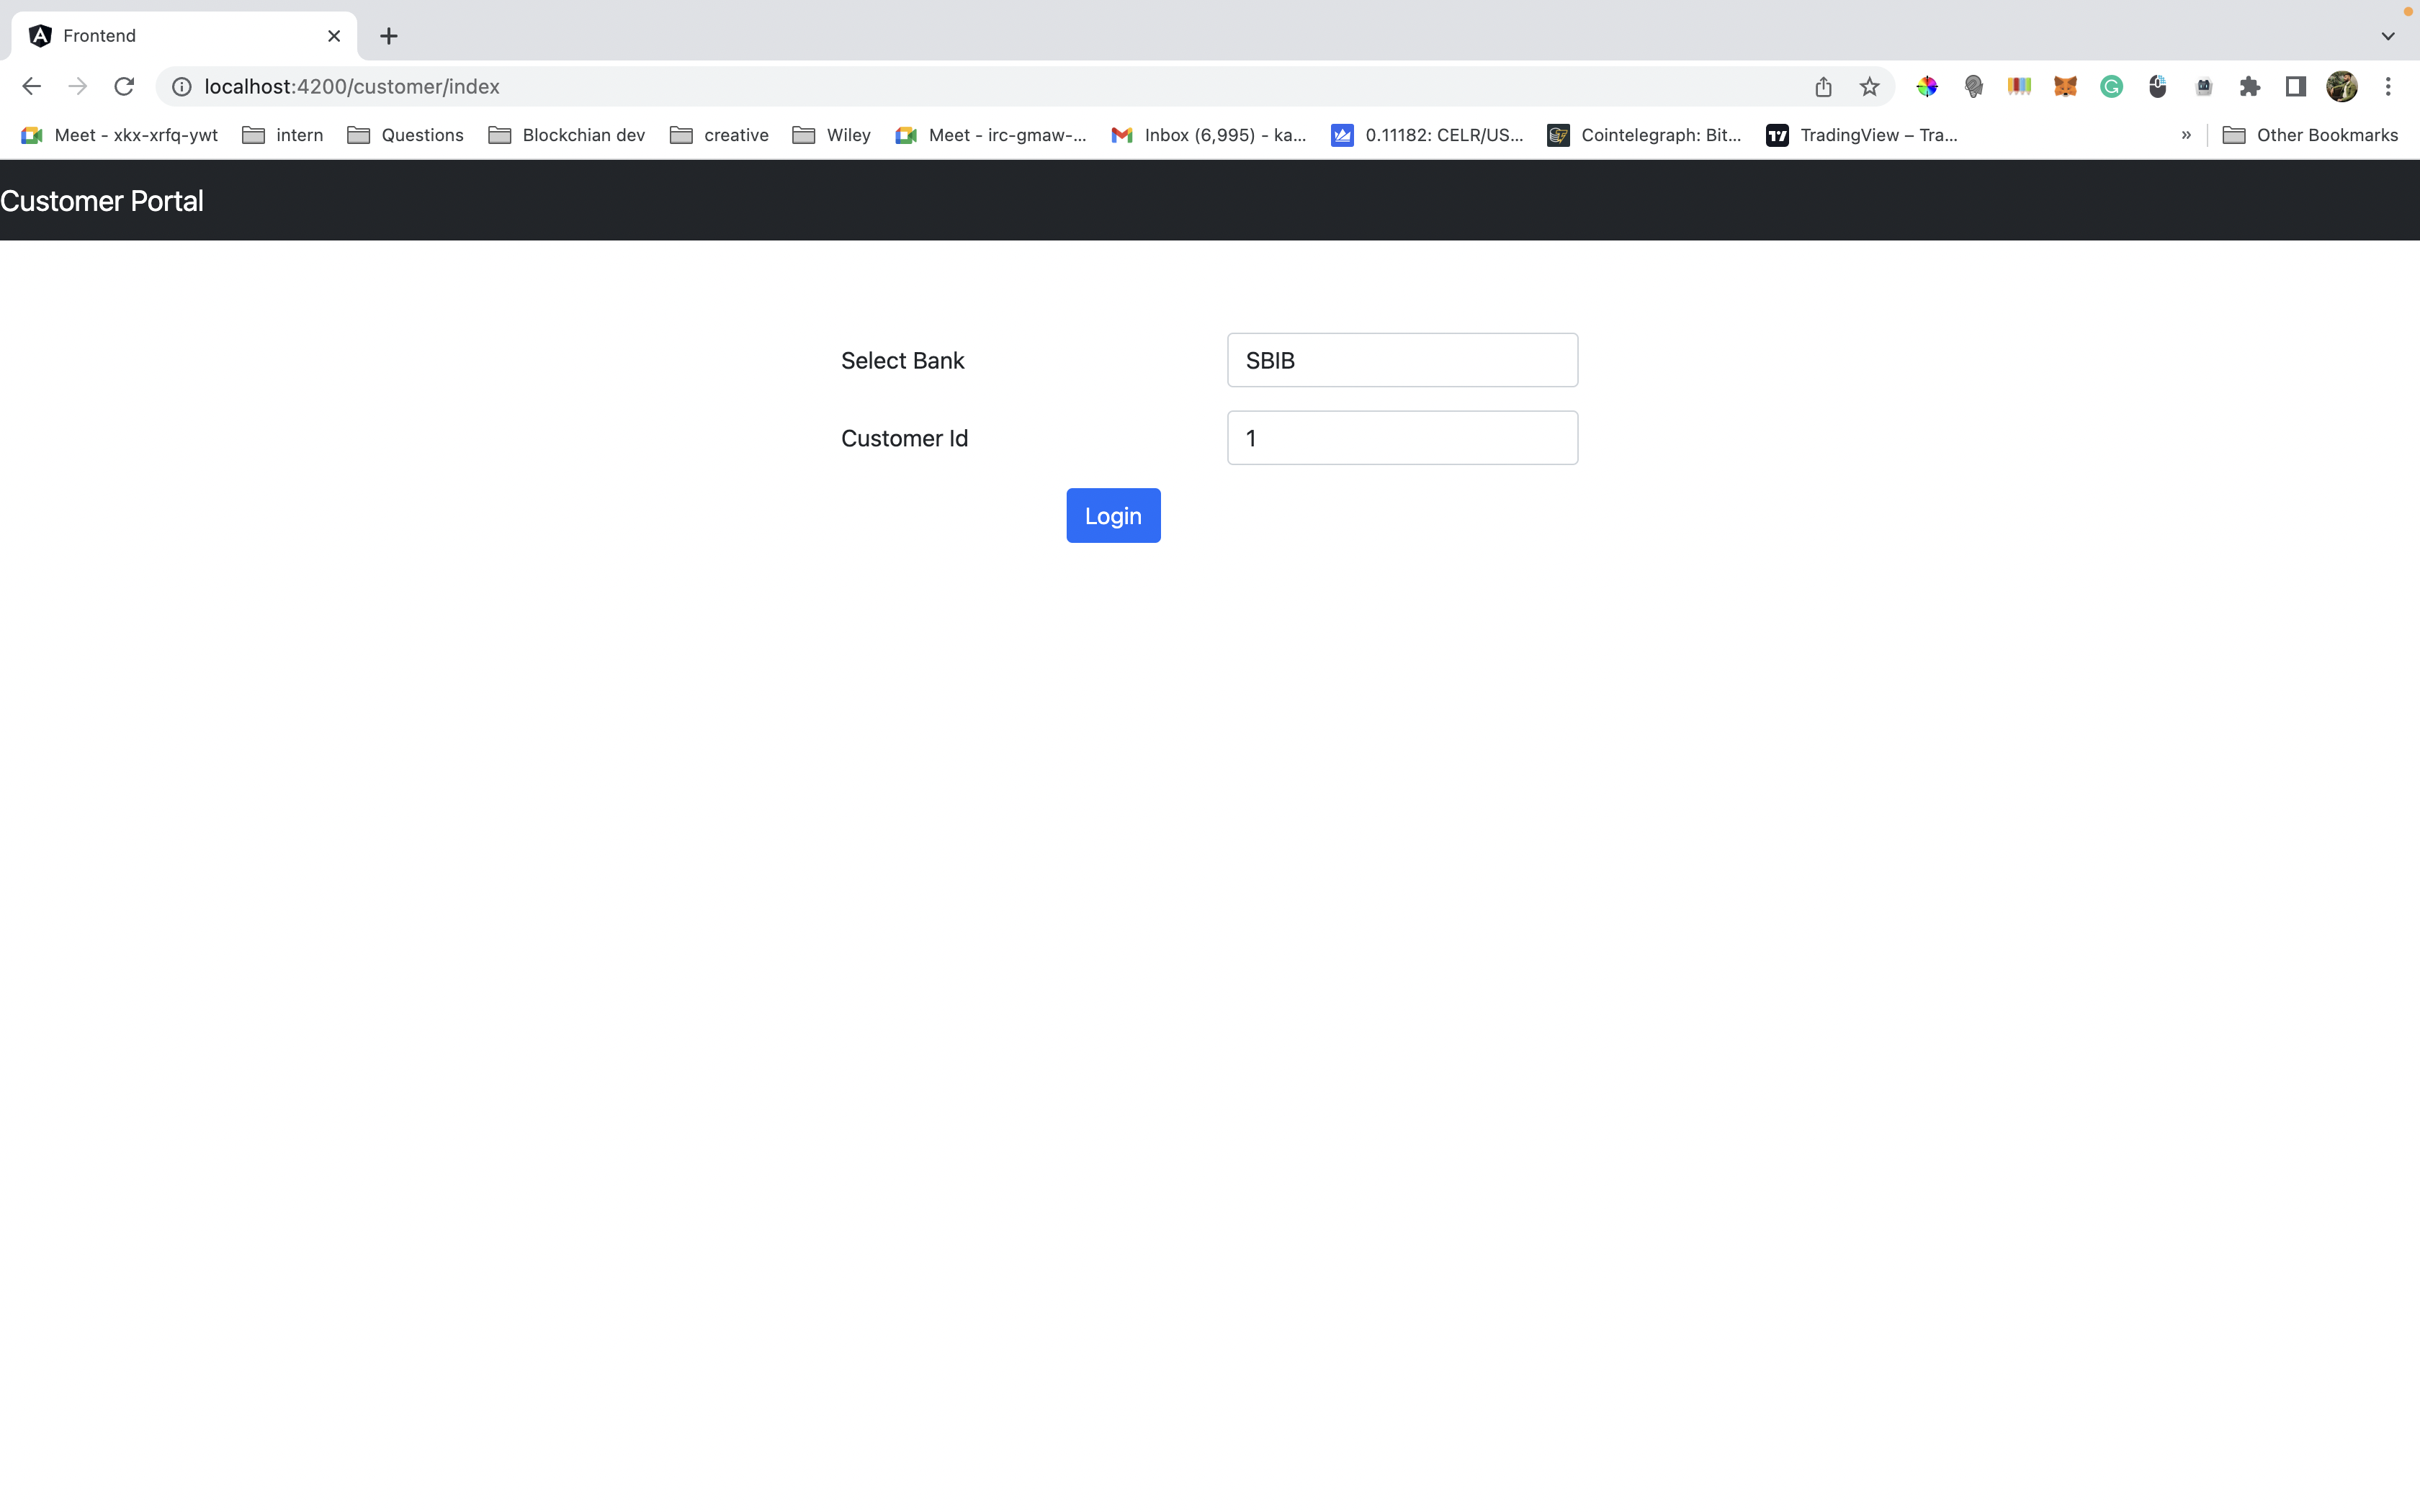 Frontend
localhost:4200/customer/index
Meet - xkx-xrfq-ywt intern Questions Blockchian dev creative Wiley Meet - irc-gmaw-... Inbox (6,995) - ka... 0.11182: CELR/US... Cointelegraph: Bit... TradingView – Tra... » Other Bookmarks
Customer Portal
Select Bank SBIB
Customer Id 1
Login